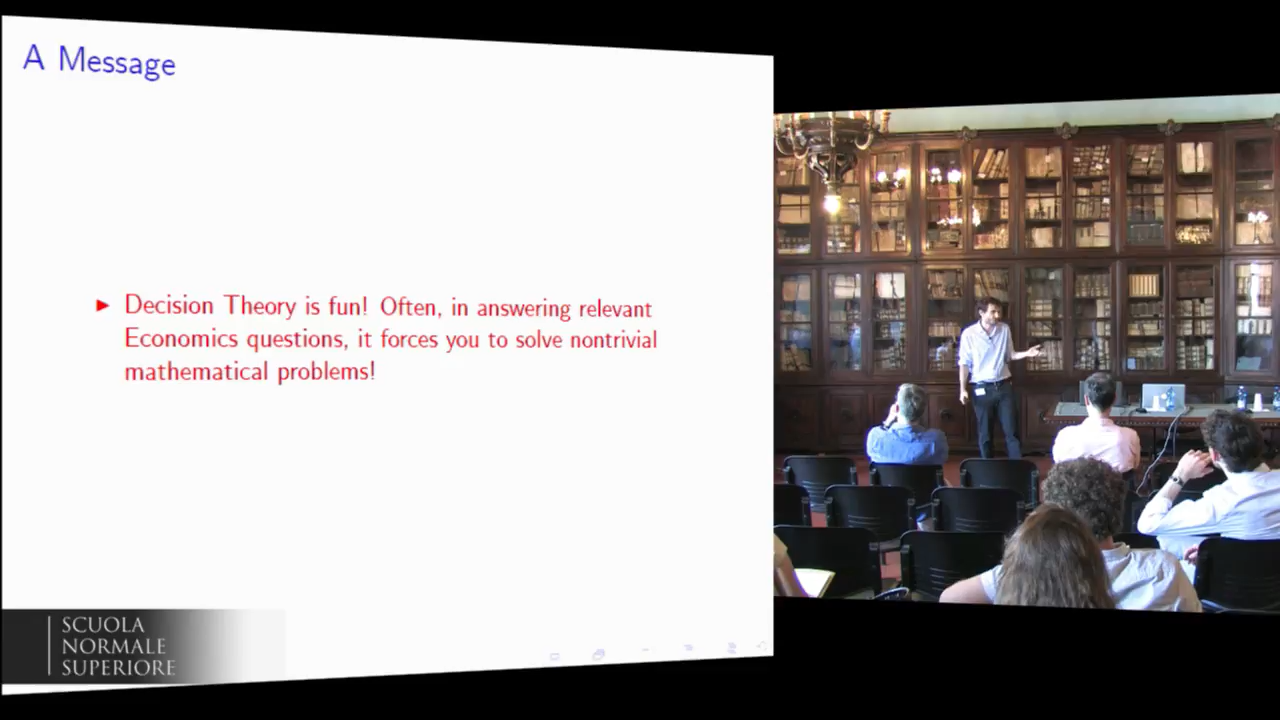 A Message
► Decision Theory is fun! Often, in answering relevant
Economics questions, it forces you to solve nontrivial
mathematical problems!
SCUOLA
NORMALE
SUPERIORE